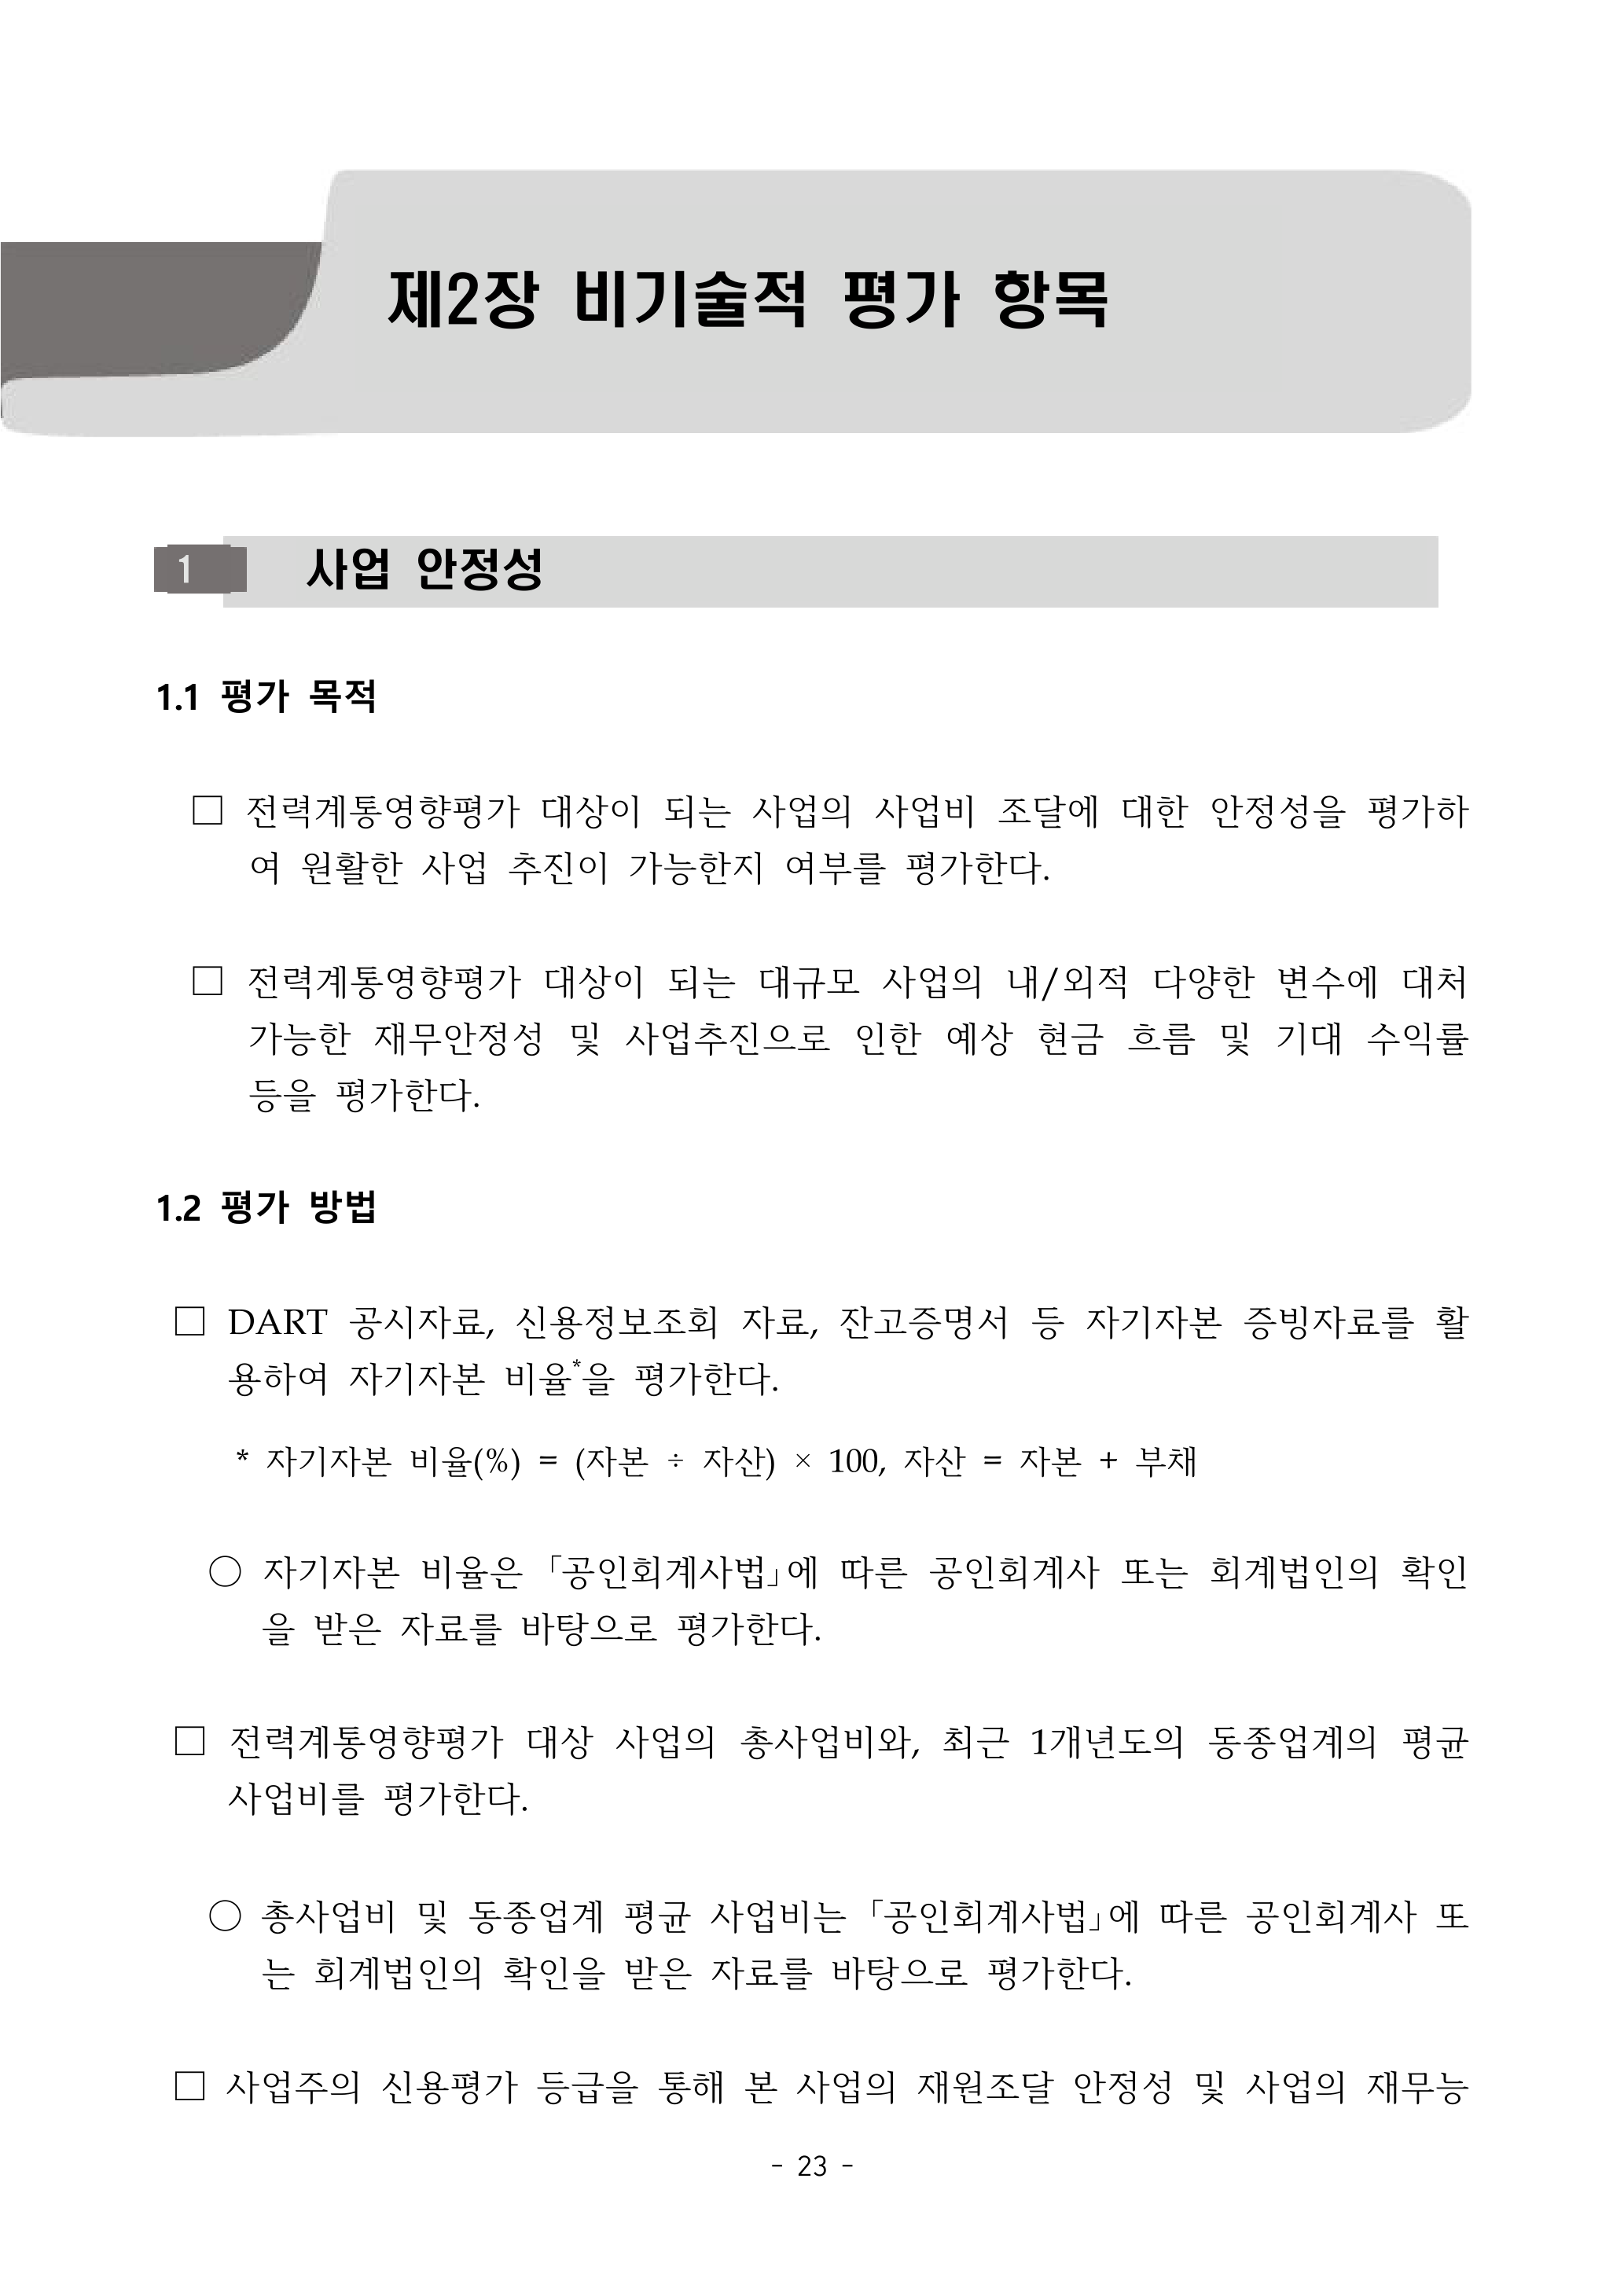 제2장 비기술적 평가 항목
1 사업 안정성
1.1 평가 목적
□ 전력계통영향평가 대상이 되는 사업의 사업비 조달에 대한 안정성을 평가하
여 원활한 사업 추진이 가능한지 여부를 평가한다.
□ 전력계통영향평가 대상이 되는 대규모 사업의 내/외적 다양한 변수에 대처
가능한 재무안정성 및 사업추진으로 인한 예상 현금 흐름 및 기대 수익률
등을 평가한다.
1.2 평가 방법
□ DART 공시자료, 신용정보조회 자료, 잔고증명서 등 자기자본 증빙자료를 활
용하여 자기자본 비율*을 평가한다.
* 자기자본 비율(%) = (자본 ÷ 자산) × 100, 자산 = 자본 + 부채
○ 자기자본 비율은 「공인회계사법」에 따른 공인회계사 또는 회계법인의 확인
을 받은 자료를 바탕으로 평가한다.
□ 전력계통영향평가 대상 사업의 총사업비와, 최근 1개년도의 동종업계의 평균
사업비를 평가한다.
○ 총사업비 및 동종업계 평균 사업비는 「공인회계사법」에 따른 공인회계사 또
는 회계법인의 확인을 받은 자료를 바탕으로 평가한다.
□ 사업주의 신용평가 등급을 통해 본 사업의 재원조달 안정성 및 사업의 재무능
- 23 -